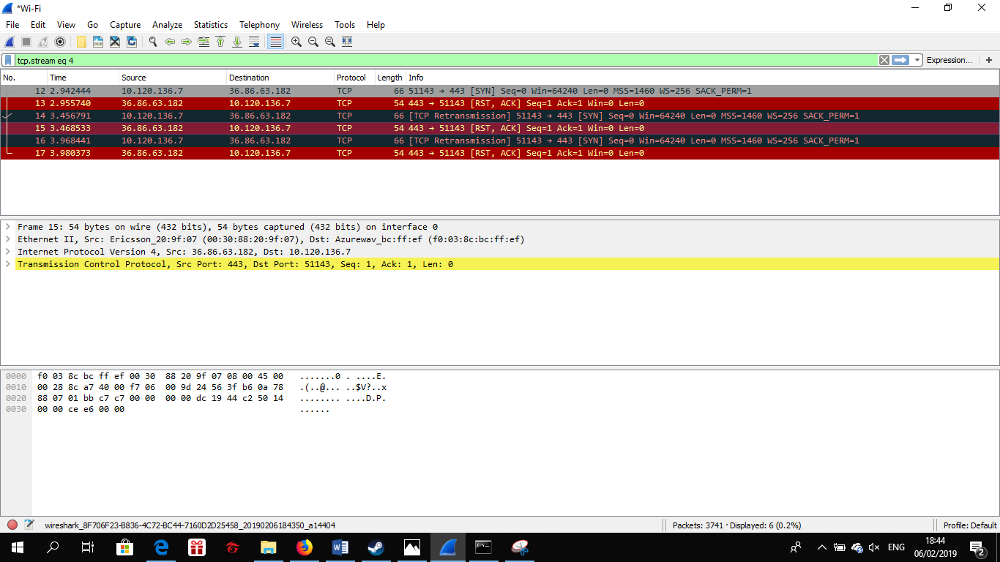 *Wi-Fi
File Edit View Go Capture Analyze Statistics Telephony Wireless Tools Help
tcp.stream eq 4 Expression... +
No. Time Source Destination Protocol Length Info
12 2.942444 10.120.136.7 36.86.63.182 TCP 66 51143 → 443 [SYN] Seq=0 Win=64240 Len=0 MSS=1460 WS=256 SACK_PERM=1
13 2.955740 36.86.63.182 10.120.136.7 TCP 54 443 → 51143 [RST, ACK] Seq=1 Ack=1 Win=0 Len=0
14 3.456791 10.120.136.7 36.86.63.182 TCP 66 [TCP Retransmission] 51143 → 443 [SYN] Seq=0 Win=64240 Len=0 MSS=1460 WS=256 SACK_PERM=1
15 3.468533 36.86.63.182 10.120.136.7 TCP 54 443 → 51143 [RST, ACK] Seq=1 Ack=1 Win=0 Len=0
16 3.968441 10.120.136.7 36.86.63.182 TCP 66 [TCP Retransmission] 51143 → 443 [SYN] Seq=0 Win=64240 Len=0 MSS=1460 WS=256 SACK_PERM=1
17 3.980373 36.86.63.182 10.120.136.7 TCP 54 443 → 51143 [RST, ACK] Seq=1 Ack=1 Win=0 Len=0
Frame 15: 54 bytes on wire (432 bits), 54 bytes captured (432 bits) on interface 0
Ethernet II, Src: Ericsson_20:9f:07 (00:30:88:20:9f:07), Dst: Azurewav_bc:ff:ef (f0:03:8c:bc:ff:ef)
Internet Protocol Version 4, Src: 36.86.63.182, Dst: 10.120.136.7
Transmission Control Protocol, Src Port: 443, Dst Port: 51143, Seq: 1, Ack: 1, Len: 0
0000 f0 03 8c bc ff ef 00 30 88 20 9f 07 08 00 45 00 .......0 . ....E.
0010 00 28 8c a7 40 00 f7 06 00 9d 24 56 3f b6 0a 78 .(..@... ..$V?..x
0020 88 07 01 bb c7 c7 00 00 00 00 dc 19 44 c2 50 14 ........ ....D.P.
0030 00 00 ce e6 00 00 ......
wireshark_8F706F23-B836-4C72-BC44-7160D2D25458_20190206184350_a14404 Packets: 3741 · Displayed: 6 (0.2%) Profile: Default
ENG 18:44
06/02/2019 2